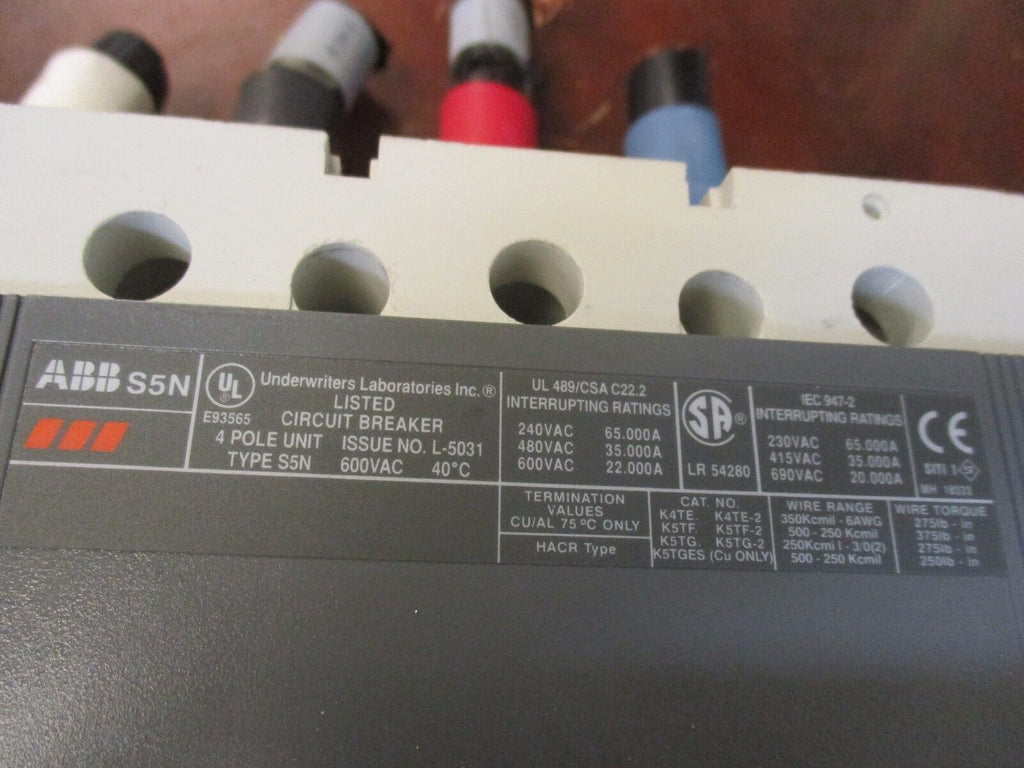 ABB S5N
UL
E93565
Underwriters Laboratories Inc.®
LISTED
CIRCUIT BREAKER
4 POLE UNIT ISSUE NO. L-5031
TYPE S5N 600VAC 40°C
UL 489/CSA C22.2
INTERRUPTING RATINGS
240VAC 65.000A
480VAC 35.000A
600VAC 22.000A
SA®
LR 54280
IEC 947-2
INTERRUPTING RATINGS
230VAC 65.000A
415VAC 35.000A
690VAC 20.000A
CE
SITI 1
TERMINATION
VALUES
CU/AL 75 °C ONLY
HACR Type
CAT. NO.
K4TE. K4TE-2
K5TF. K5TF-2
K5TG. K5TG-2
K5TGES (Cu ONLY)
WIRE RANGE
350Kcmil - 6AWG
500 - 250 Kcmil
250Kcmi l - 3/0(2)
500 - 250 Kcmil
WIRE TORQUE
275lb - in
375lb - in
275lb - in
250lb - in